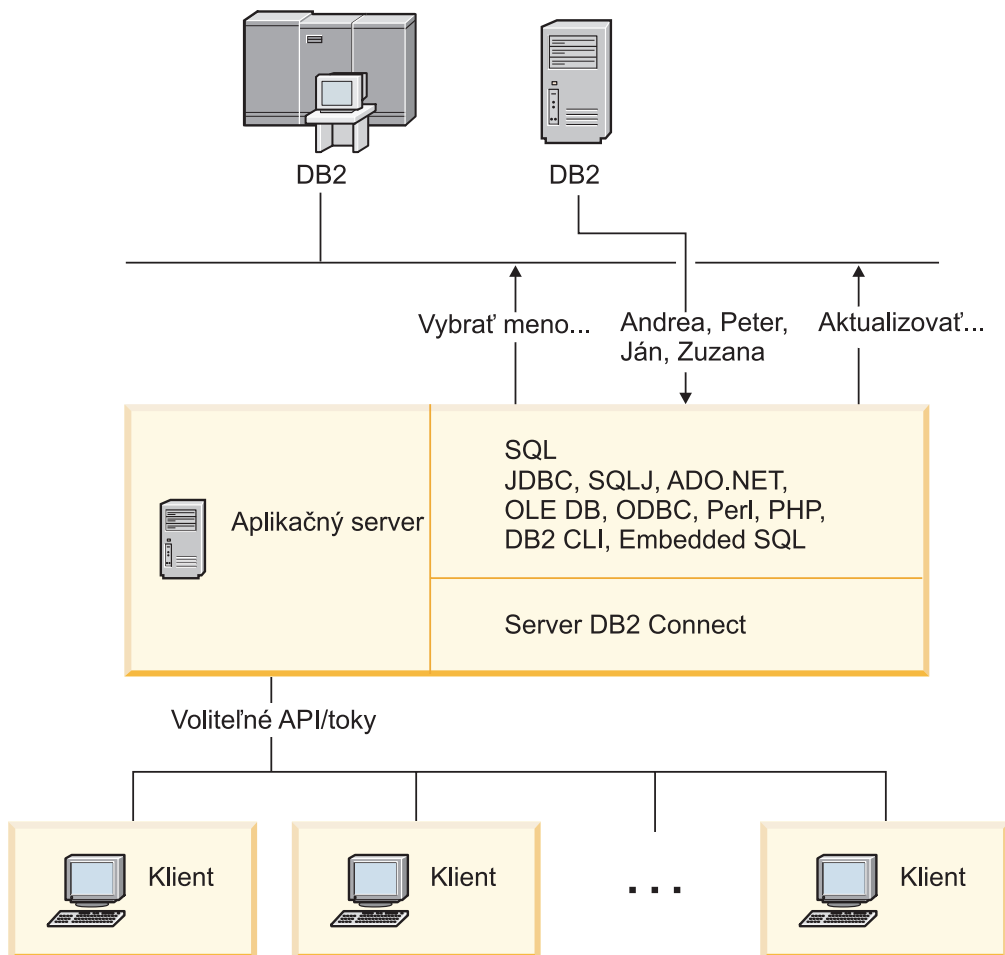 DB2
DB2
Vybrať meno...
Andrea, Peter,
Ján, Zuzana
Aktualizovať...
Aplikačný server
SQL
JDBC, SQLJ, ADO.NET,
OLE DB, ODBC, Perl, PHP,
DB2 CLI, Embedded SQL
Server DB2 Connect
Voliteľné API/toky
Klient
Klient
...
Klient